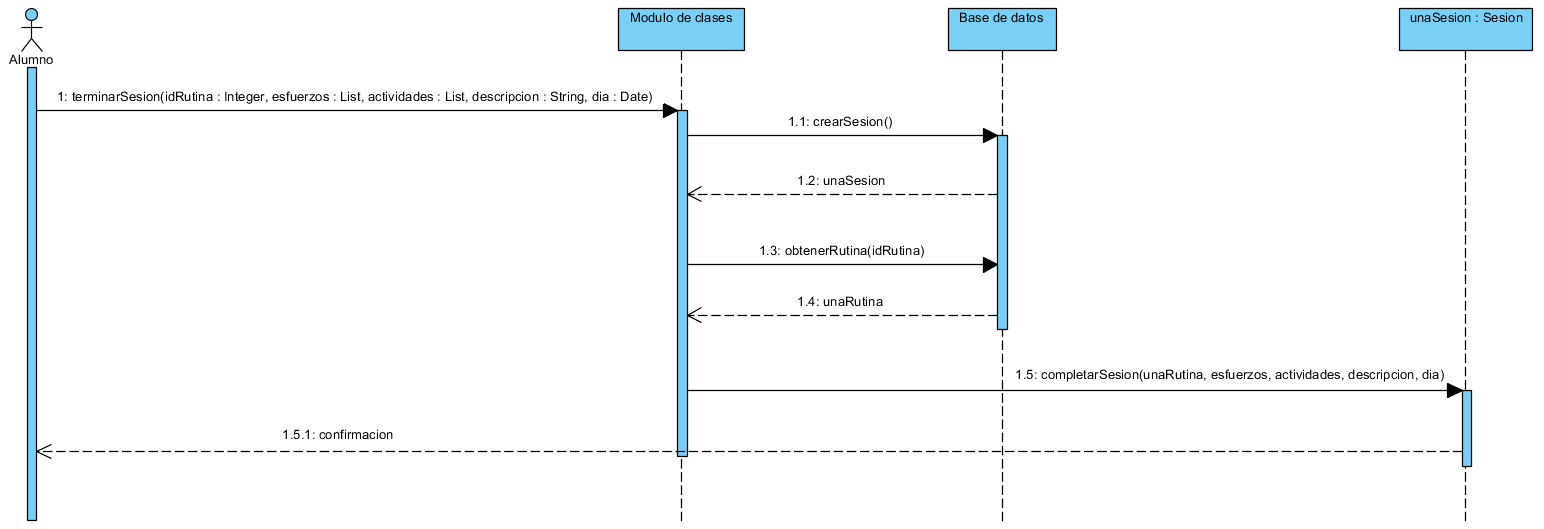 Alumno
Modulo de clases
Base de datos
unaSesion : Sesion
1: terminarSesion(idRutina : Integer, esfuerzos : List, actividades : List, descripcion : String, dia : Date)
1.1: crearSesion()
1.2: unaSesion
1.3: obtenerRutina(idRutina)
1.4: unaRutina
1.5: completarSesion(unaRutina, esfuerzos, actividades, descripcion, dia)
1.5.1: confirmacion